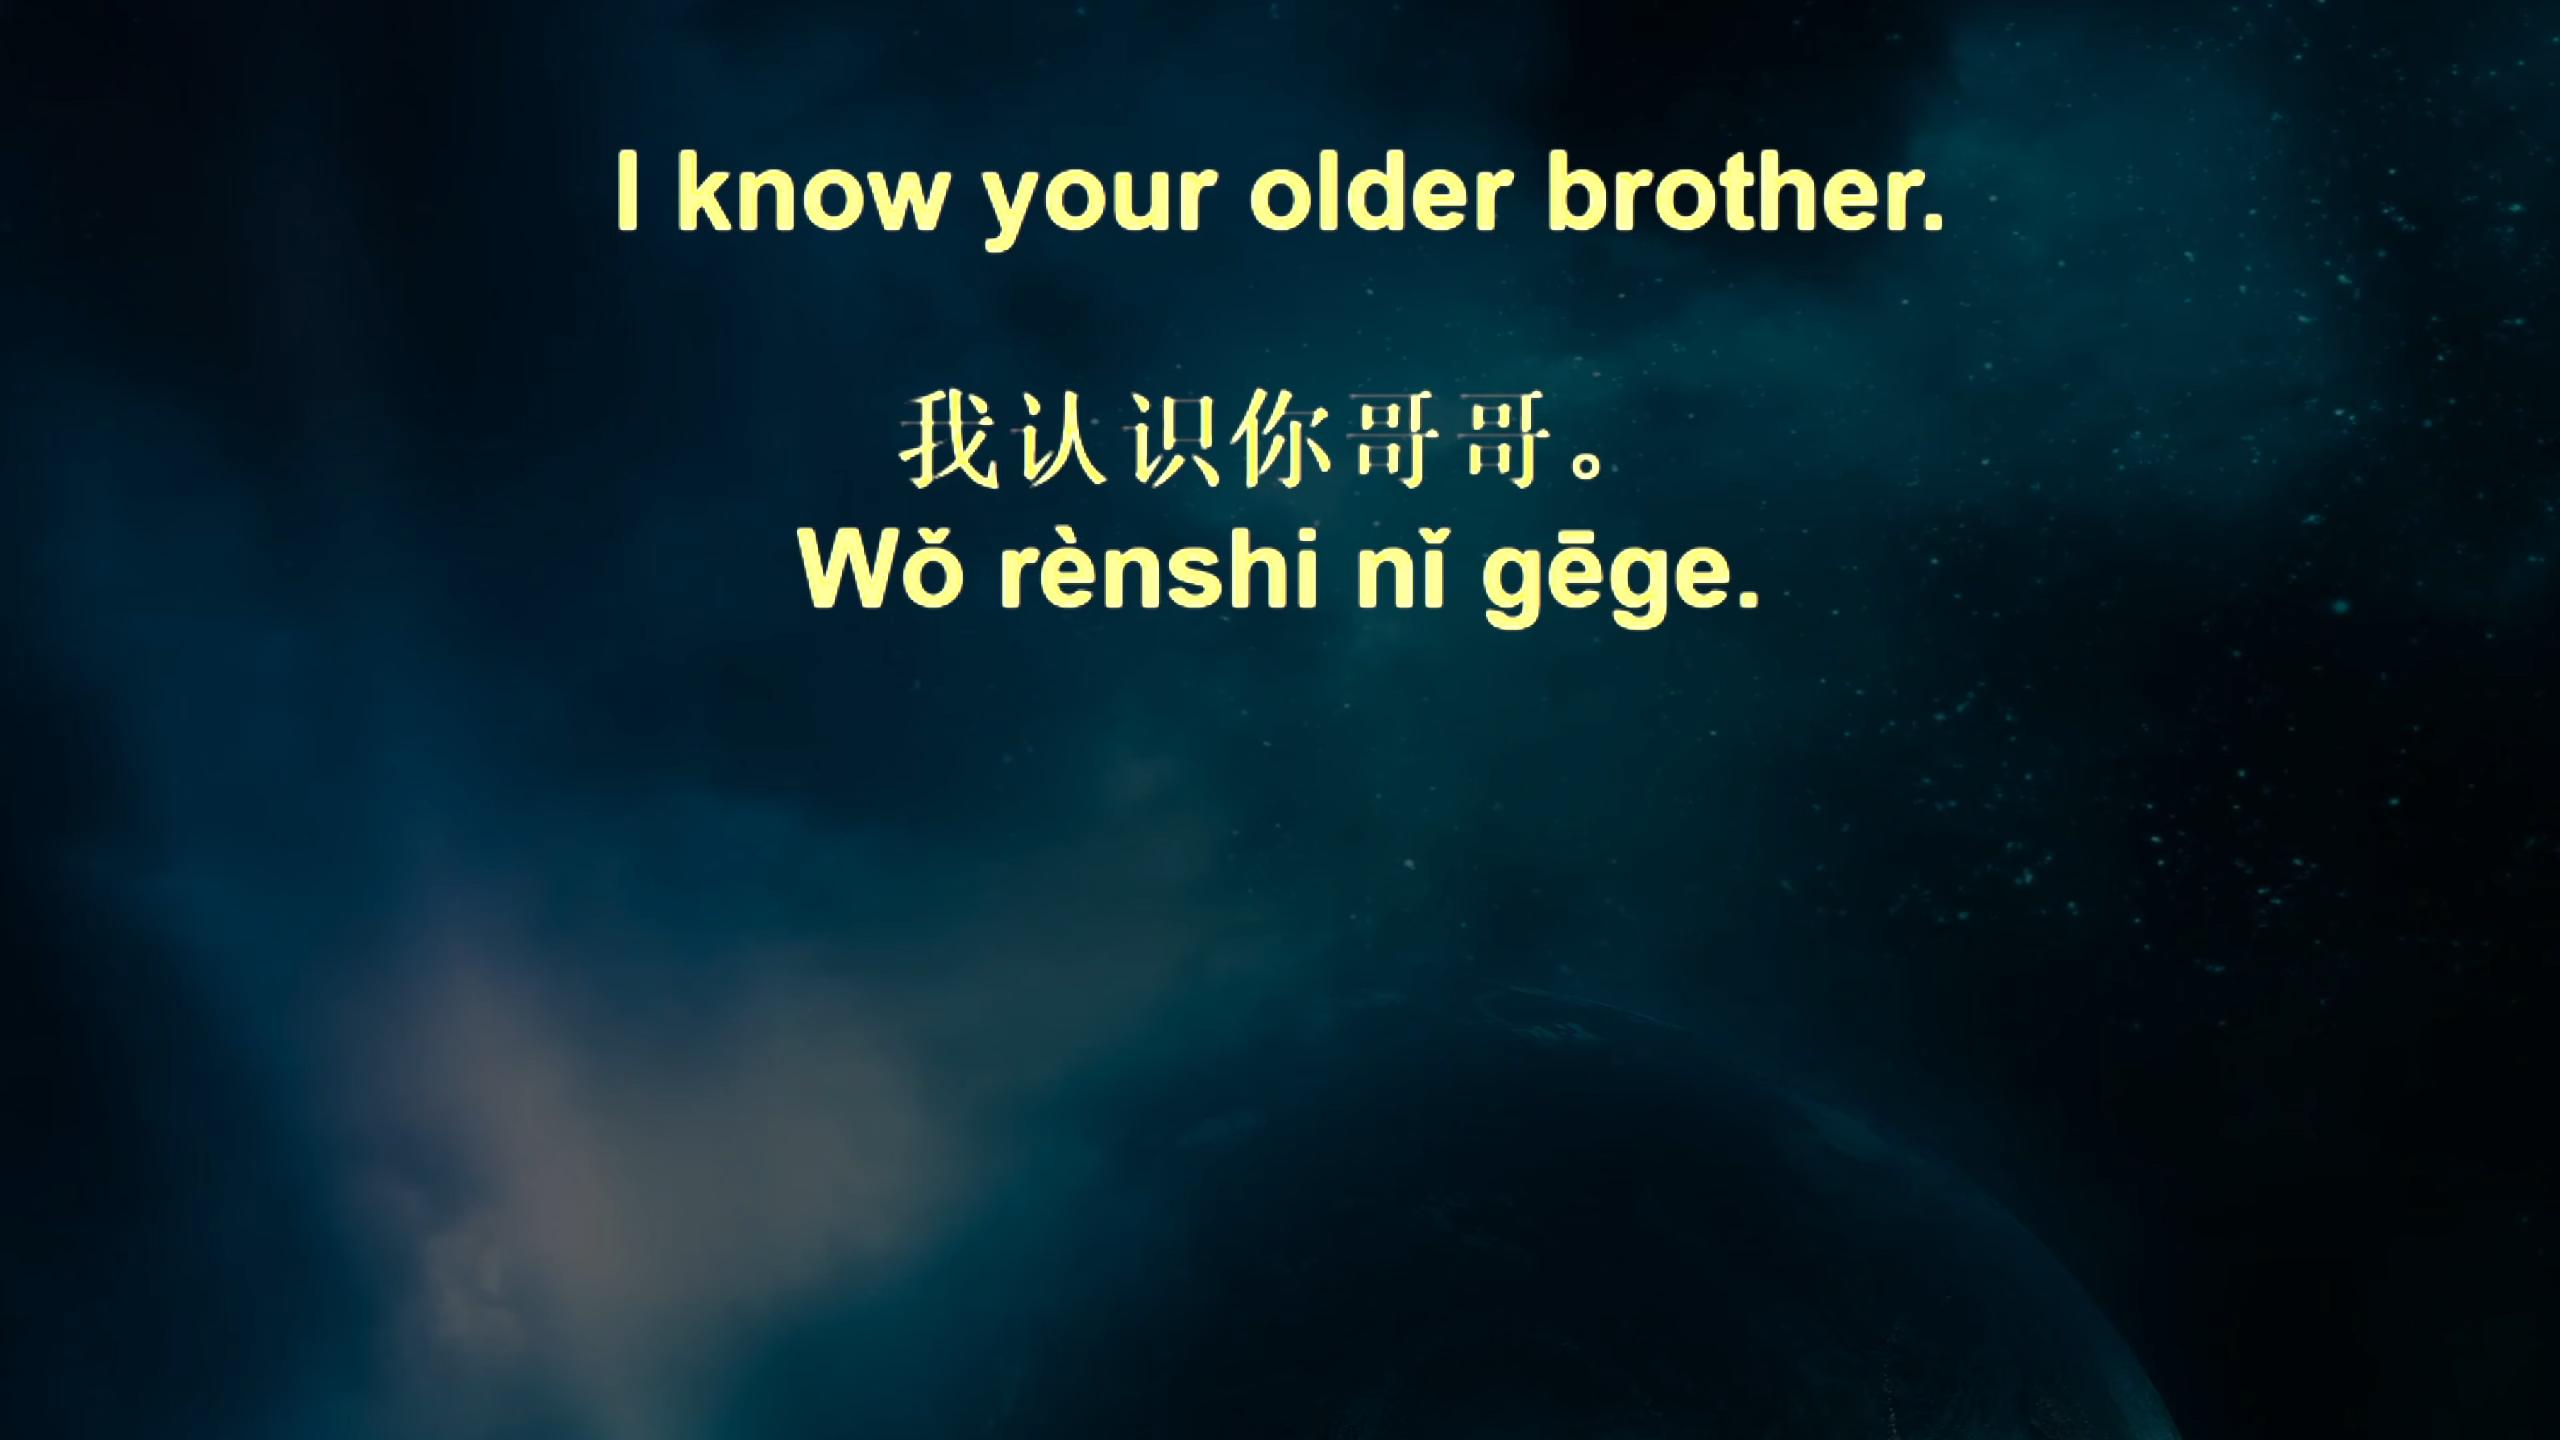 I know your older brother.
我认识你哥哥。
Wǒ rènshi nǐ gēge.